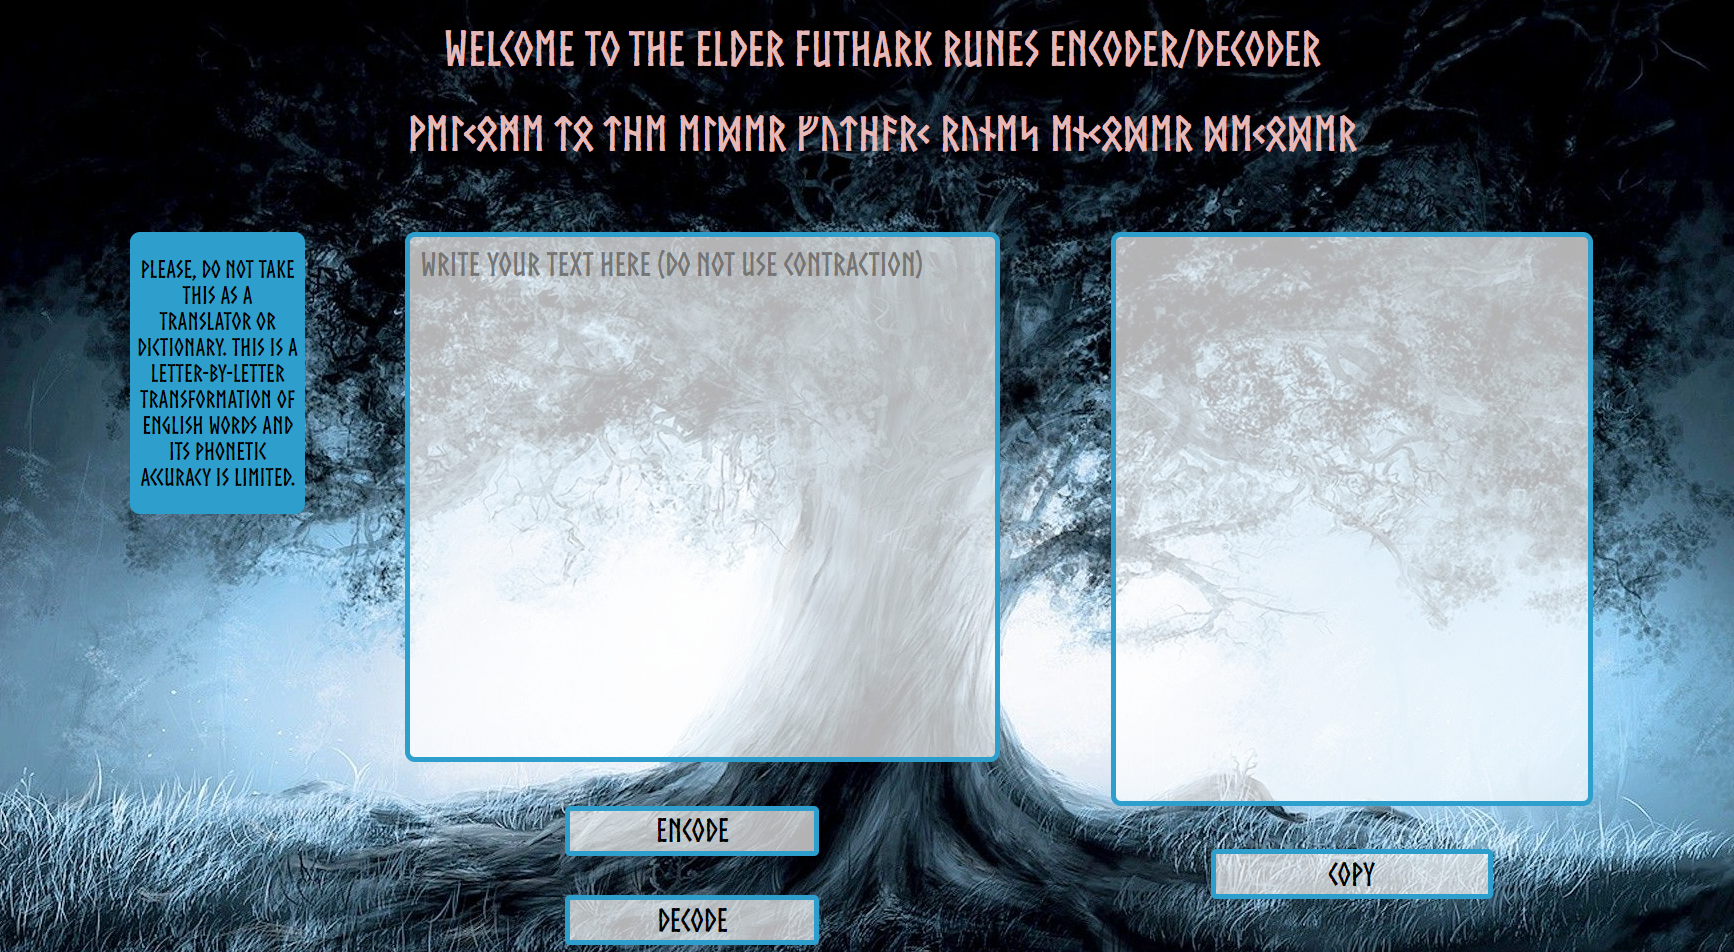 WELCOME TO THE ELDER FUTHARK RUNES ENCODER/DECODER
ᚹᛖᛚᚲᛟᛗᛖ ᛏᛟ ᛏᚺᛖ ᛖᛚᛞᛖᚱ ᚠᚢᛏᚺᚨᚱᚲ ᚱᚢᚾᛖᛋ ᛖᚾᚲᛟᛞᛖᚱ ᛞᛖᚲᛟᛞᛖᚱ
PLEASE, DO NOT TAKE
THIS AS A
TRANSLATOR OR
DICTIONARY. THIS IS A
LETTER-BY-LETTER
TRANSFORMATION OF
ENGLISH WORDS AND
ITS PHONETIC
ACCURACY IS LIMITED.
WRITE YOUR TEXT HERE (DO NOT USE CONTRACTION)
ENCODE
DECODE
COPY